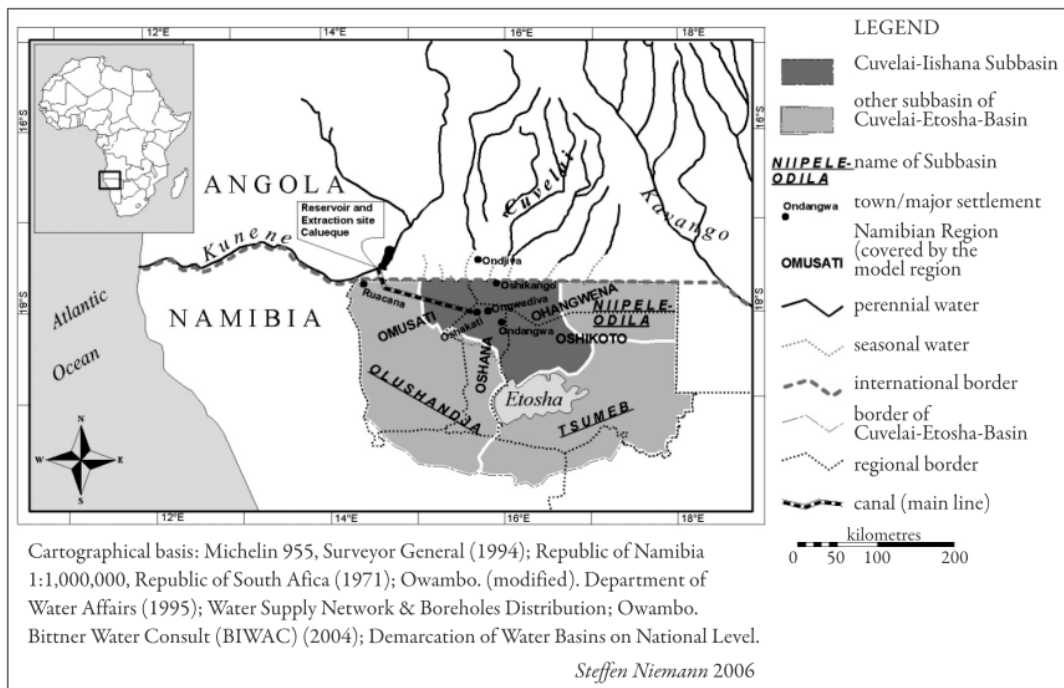 12°E
14°E
16°E
18°E
16°S
16°S
18°S
18°S
ANGOLA
Reservoir and
Extraction site
Calueque
Cuvelai
Kavango
Kunene
Ondjiva
Atlantic
Ocean
NAMIBIA
Ruacana
Oshikango
Ongwediva
OHANGWENA
NIIPELE-
ODILA
OMUSATI
Oshakati
Ondangwa
OSHIKOTO
OSHANA
OLUSHANDJA
Etosha
TSUMEB
N
W
E
S
12°E
14°E
16°E
18°E
LEGEND
Cuvelai-Iishana Subbasin
other subbasin of
Cuvelai-Etosha-Basin
NIIPELE-
ODILA
name of Subbasin
Ondangwa
town/major settlement
OMUSATI
Namibian Region
(covered by the
model region
perennial water
seasonal water
international border
border of
Cuvelai-Etosha-Basin
regional border
canal (main line)
kilometres
0 50 100 200
Cartographical basis: Michelin 955, Surveyor General (1994); Republic of Namibia
1:1,000,000, Republic of South Afica (1971); Owambo. (modified). Department of
Water Affairs (1995); Water Supply Network & Boreholes Distribution; Owambo.
Bittner Water Consult (BIWAC) (2004); Demarcation of Water Basins on National Level.
Steffen Niemann 2006